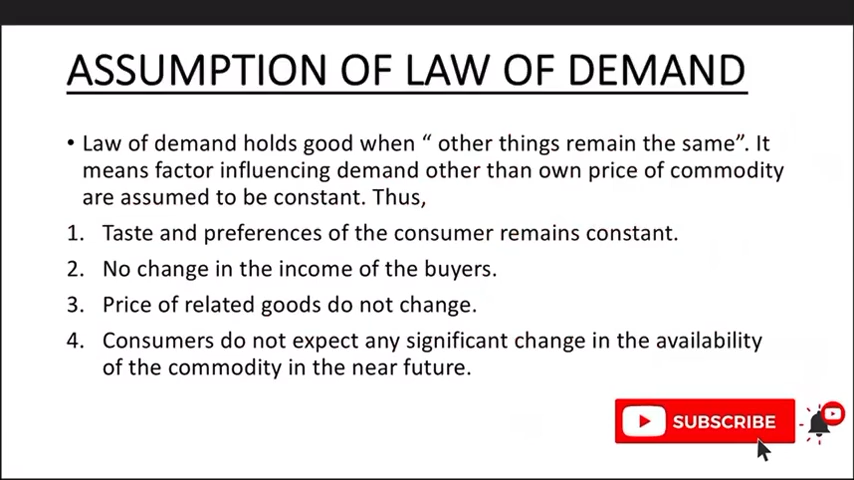 ASSUMPTION OF LAW OF DEMAND
• Law of demand holds good when “ other things remain the same”. It
means factor influencing demand other than own price of commodity
are assumed to be constant. Thus,
1. Taste and preferences of the consumer remains constant.
2. No change in the income of the buyers.
3. Price of related goods do not change.
4. Consumers do not expect any significant change in the availability
of the commodity in the near future.
SUBSCRIBE